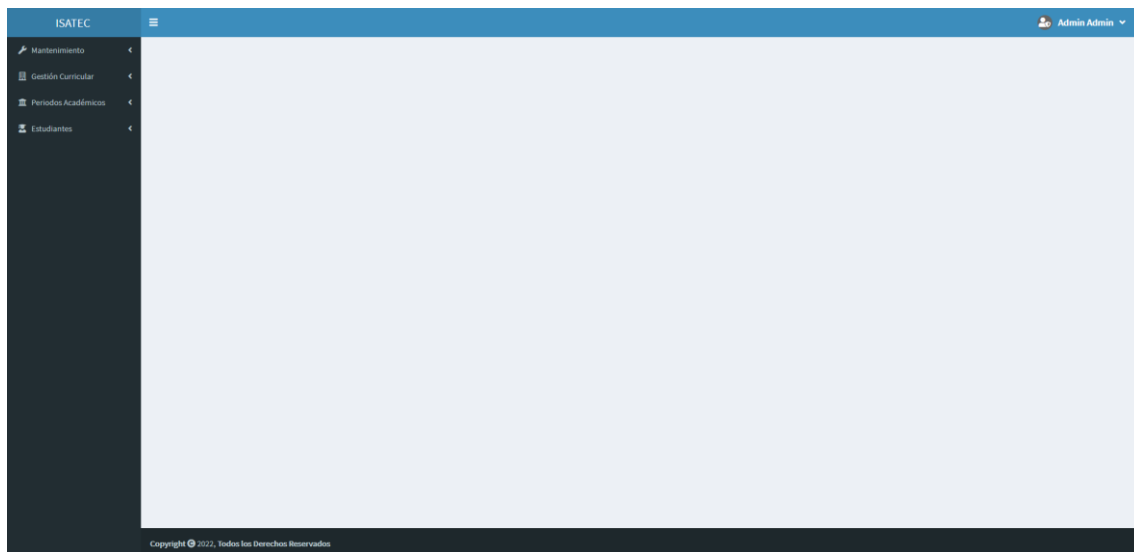 ISATEC
Admin Admin
Mantenimiento
Gestión Curricular
Periodos Académicos
Estudiantes
Copyright © 2022, Todos los Derechos Reservados